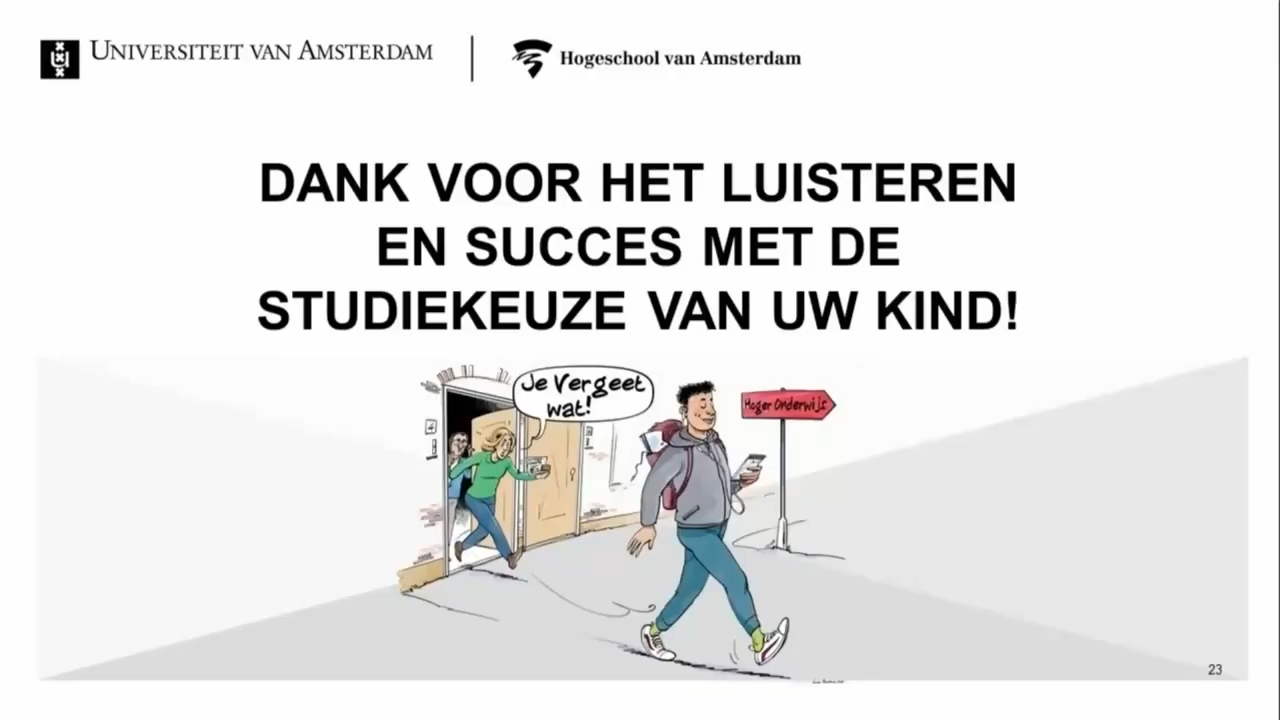 UNIVERSITEIT VAN AMSTERDAM
Hogeschool van Amsterdam
DANK VOOR HET LUISTEREN
EN SUCCES MET DE
STUDIEKEUZE VAN UW KIND!
Je Vergeet
wat!
Hoger Onderwijs
23